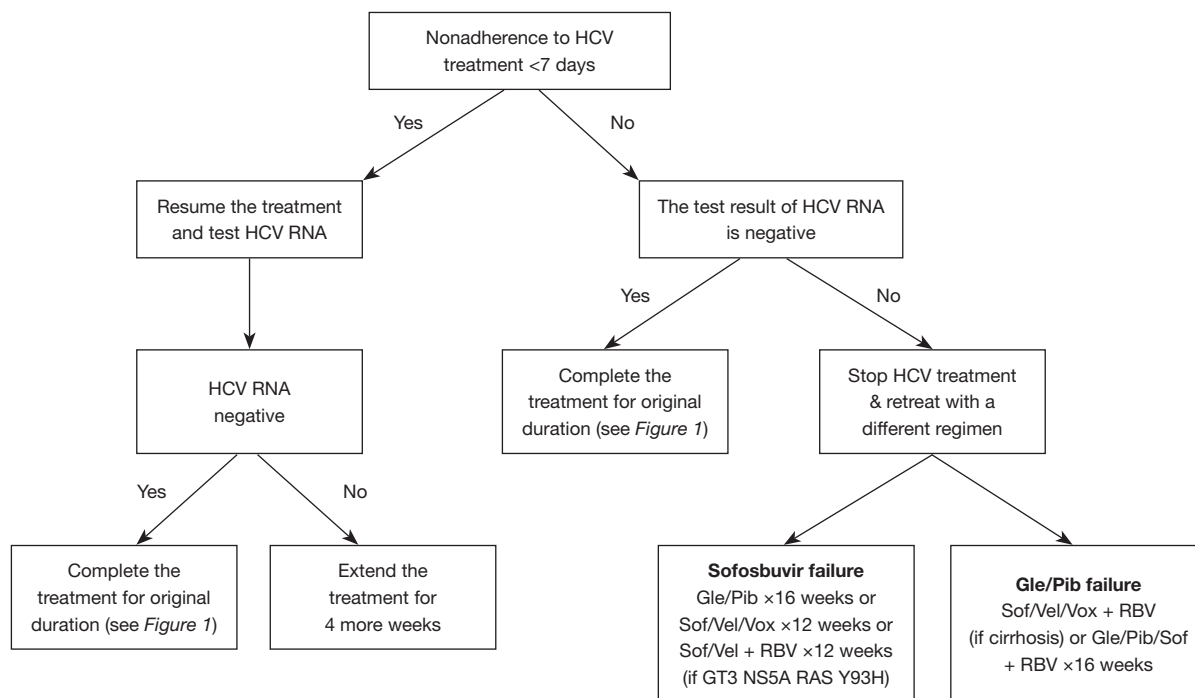 Nonadherence to HCV
treatment <7 days
Yes
No
Resume the treatment
and test HCV RNA
The test result of HCV RNA
is negative
Yes
No
HCV RNA
negative
Complete the
treatment for original
duration (see Figure 1)
Stop HCV treatment
& retreat with a
different regimen
Yes
No
Complete the
treatment for original
duration (see Figure 1)
Extend the
treatment for
4 more weeks
Sofosbuvir failure
Gle/Pib ×16 weeks or
Sof/Vel/Vox ×12 weeks or
Sof/Vel + RBV ×12 weeks
(if GT3 NS5A RAS Y93H)
Gle/Pib failure
Sof/Vel/Vox + RBV
(if cirrhosis) or Gle/Pib/Sof
+ RBV ×16 weeks